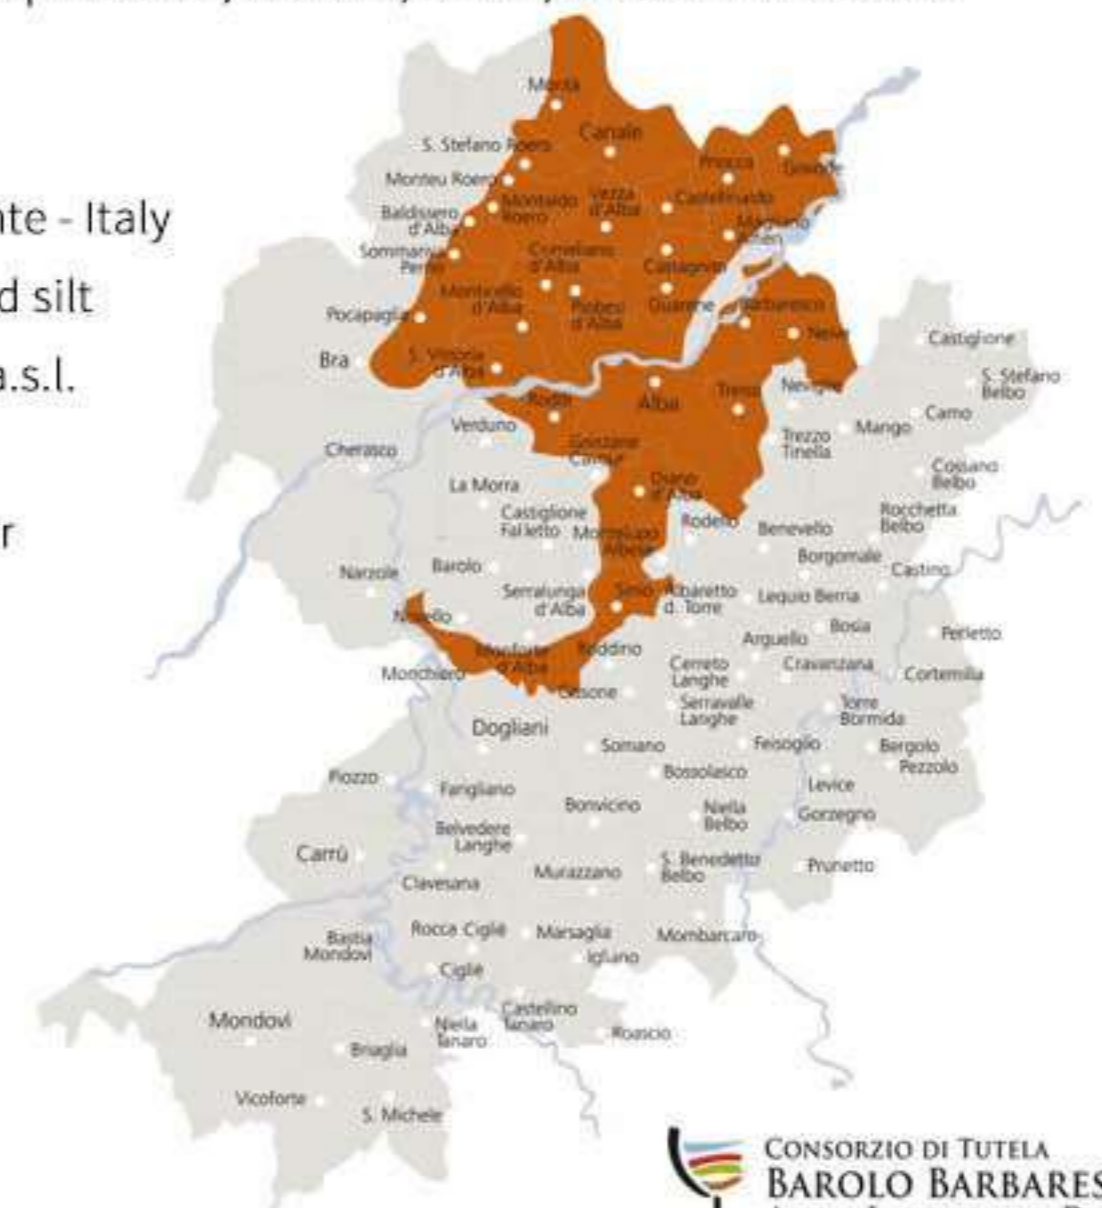 nte - Italy
d silt
a.s.l.
r
Canale
S. Stefano Roero
Monteu Roero
Montaldo
Roero
Vezza
d'Alba
Priocca
Govone
Castellinaldo
Magliano
Baldissero
d'Alba
Sommariva
Perno
Corneliano
d'Alba
Castagnito
Monticello
d'Alba
Piobesi
d'Alba
Guarene
Barbaresco
Neive
Pocapaglia
Bra
S. Vittoria
d'Alba
Castiglione
S. Stefano
Belbo
Camo
Roddi
Alba
Treiso
Neviglie
Verduno
Mango
Trezzo
Tinella
Cherasco
Grinzane
Cavour
Cossano
Belbo
La Morra
Diano
d'Alba
Castiglione
Falletto
Montelupo
Albese
Rodello
Benevello
Rocchetta
Belbo
Borgomale
Castino
Narzole
Barolo
Serralunga
d'Alba
Sinio
Albaretto
d. Torre
Lequio Berria
Novello
Bosia
Arguello
Perletto
Monforte
d'Alba
Roddino
Cerreto
Langhe
Cravanzana
Cortemilia
Monchiero
Cissone
Serravalle
Langhe
Torre
Bormida
Dogliani
Somano
Feisoglio
Bergolo
Pezzolo
Bossolasco
Levice
Piozzo
Farigliano
Bonvicino
Niella
Belbo
Gorzegno
Belvedere
Langhe
Carrù
Clavesana
Murazzano
S. Benedetto
Belbo
Prunetto
Rocca Cigliè
Marsaglia
Mombarcaro
Bastia
Mondovì
Cigliè
Igliano
Castellino
Tanaro
Mondovì
Niella
Tanaro
Roascio
Briaglia
Vicoforte
S. Michele
CONSORZIO DI TUTELA
BAROLO BARBARES